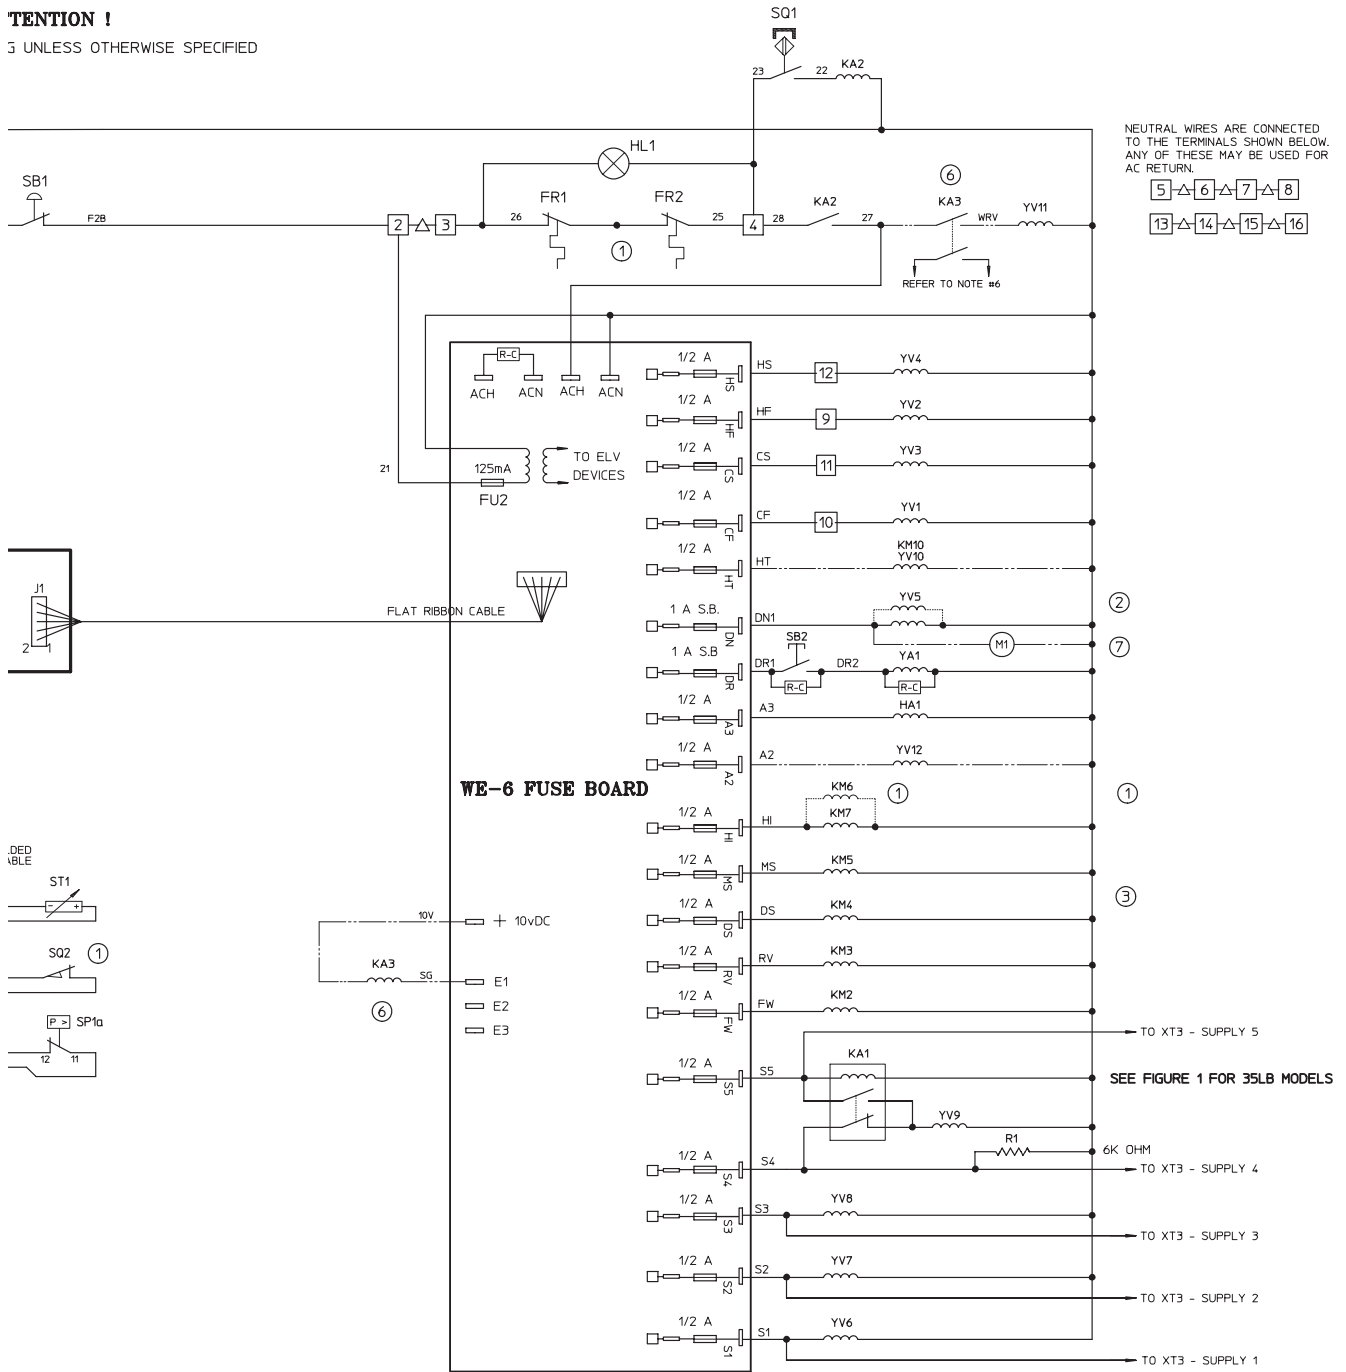 TTENTION !
G UNLESS OTHERWISE SPECIFIED
SQ1
23
22
KA2
NEUTRAL WIRES ARE CONNECTED
TO THE TERMINALS SHOWN BELOW.
ANY OF THESE MAY BE USED FOR
AC RETURN.
5 6 7 8
13 14 15 16
SB1
F2B
2 3
HL1
26
FR1
1
FR2
25
4
28
KA2
27
6
KA3
WRV
YV11
REFER TO NOTE #6
R-C
ACH
ACN
ACH
ACN
21
125mA
FU2
TO ELV
DEVICES
1/2 A
HS
HS
12
YV4
1/2 A
HF
HF
9
YV2
1/2 A
CS
CS
11
YV3
1/2 A
CF
CF
10
YV1
1/2 A
HT
HT
KM10
YV10
J1
2
1
FLAT RIBBON CABLE
1 A S.B.
DN
DN1
YV5
2
M1
7
1 A S.B
DR
DR1
SB2
R-C
DR2
YA1
R-C
1/2 A
A3
A3
HA1
1/2 A
A2
A2
YV12
WE-6 FUSE BOARD
1/2 A
HI
HI
KM6
KM7
1
1
1/2 A
MS
MS
KM5
3
1/2 A
DS
DS
KM4
1/2 A
RV
RV
KM3
1/2 A
FW
FW
KM2
LDED
ABLE
ST1
- +
SQ2
1
P >
SP1a
12
11
10V
+ 10vDC
KA3
SG
E1
6
E2
E3
TO XT3 - SUPPLY 5
1/2 A
S5
S5
KA1
SEE FIGURE 1 FOR 35LB MODELS
YV9
R1
6K OHM
1/2 A
S4
S4
TO XT3 - SUPPLY 4
1/2 A
S3
S3
YV8
TO XT3 - SUPPLY 3
1/2 A
S2
S2
YV7
TO XT3 - SUPPLY 2
1/2 A
S1
S1
YV6
TO XT3 - SUPPLY 1